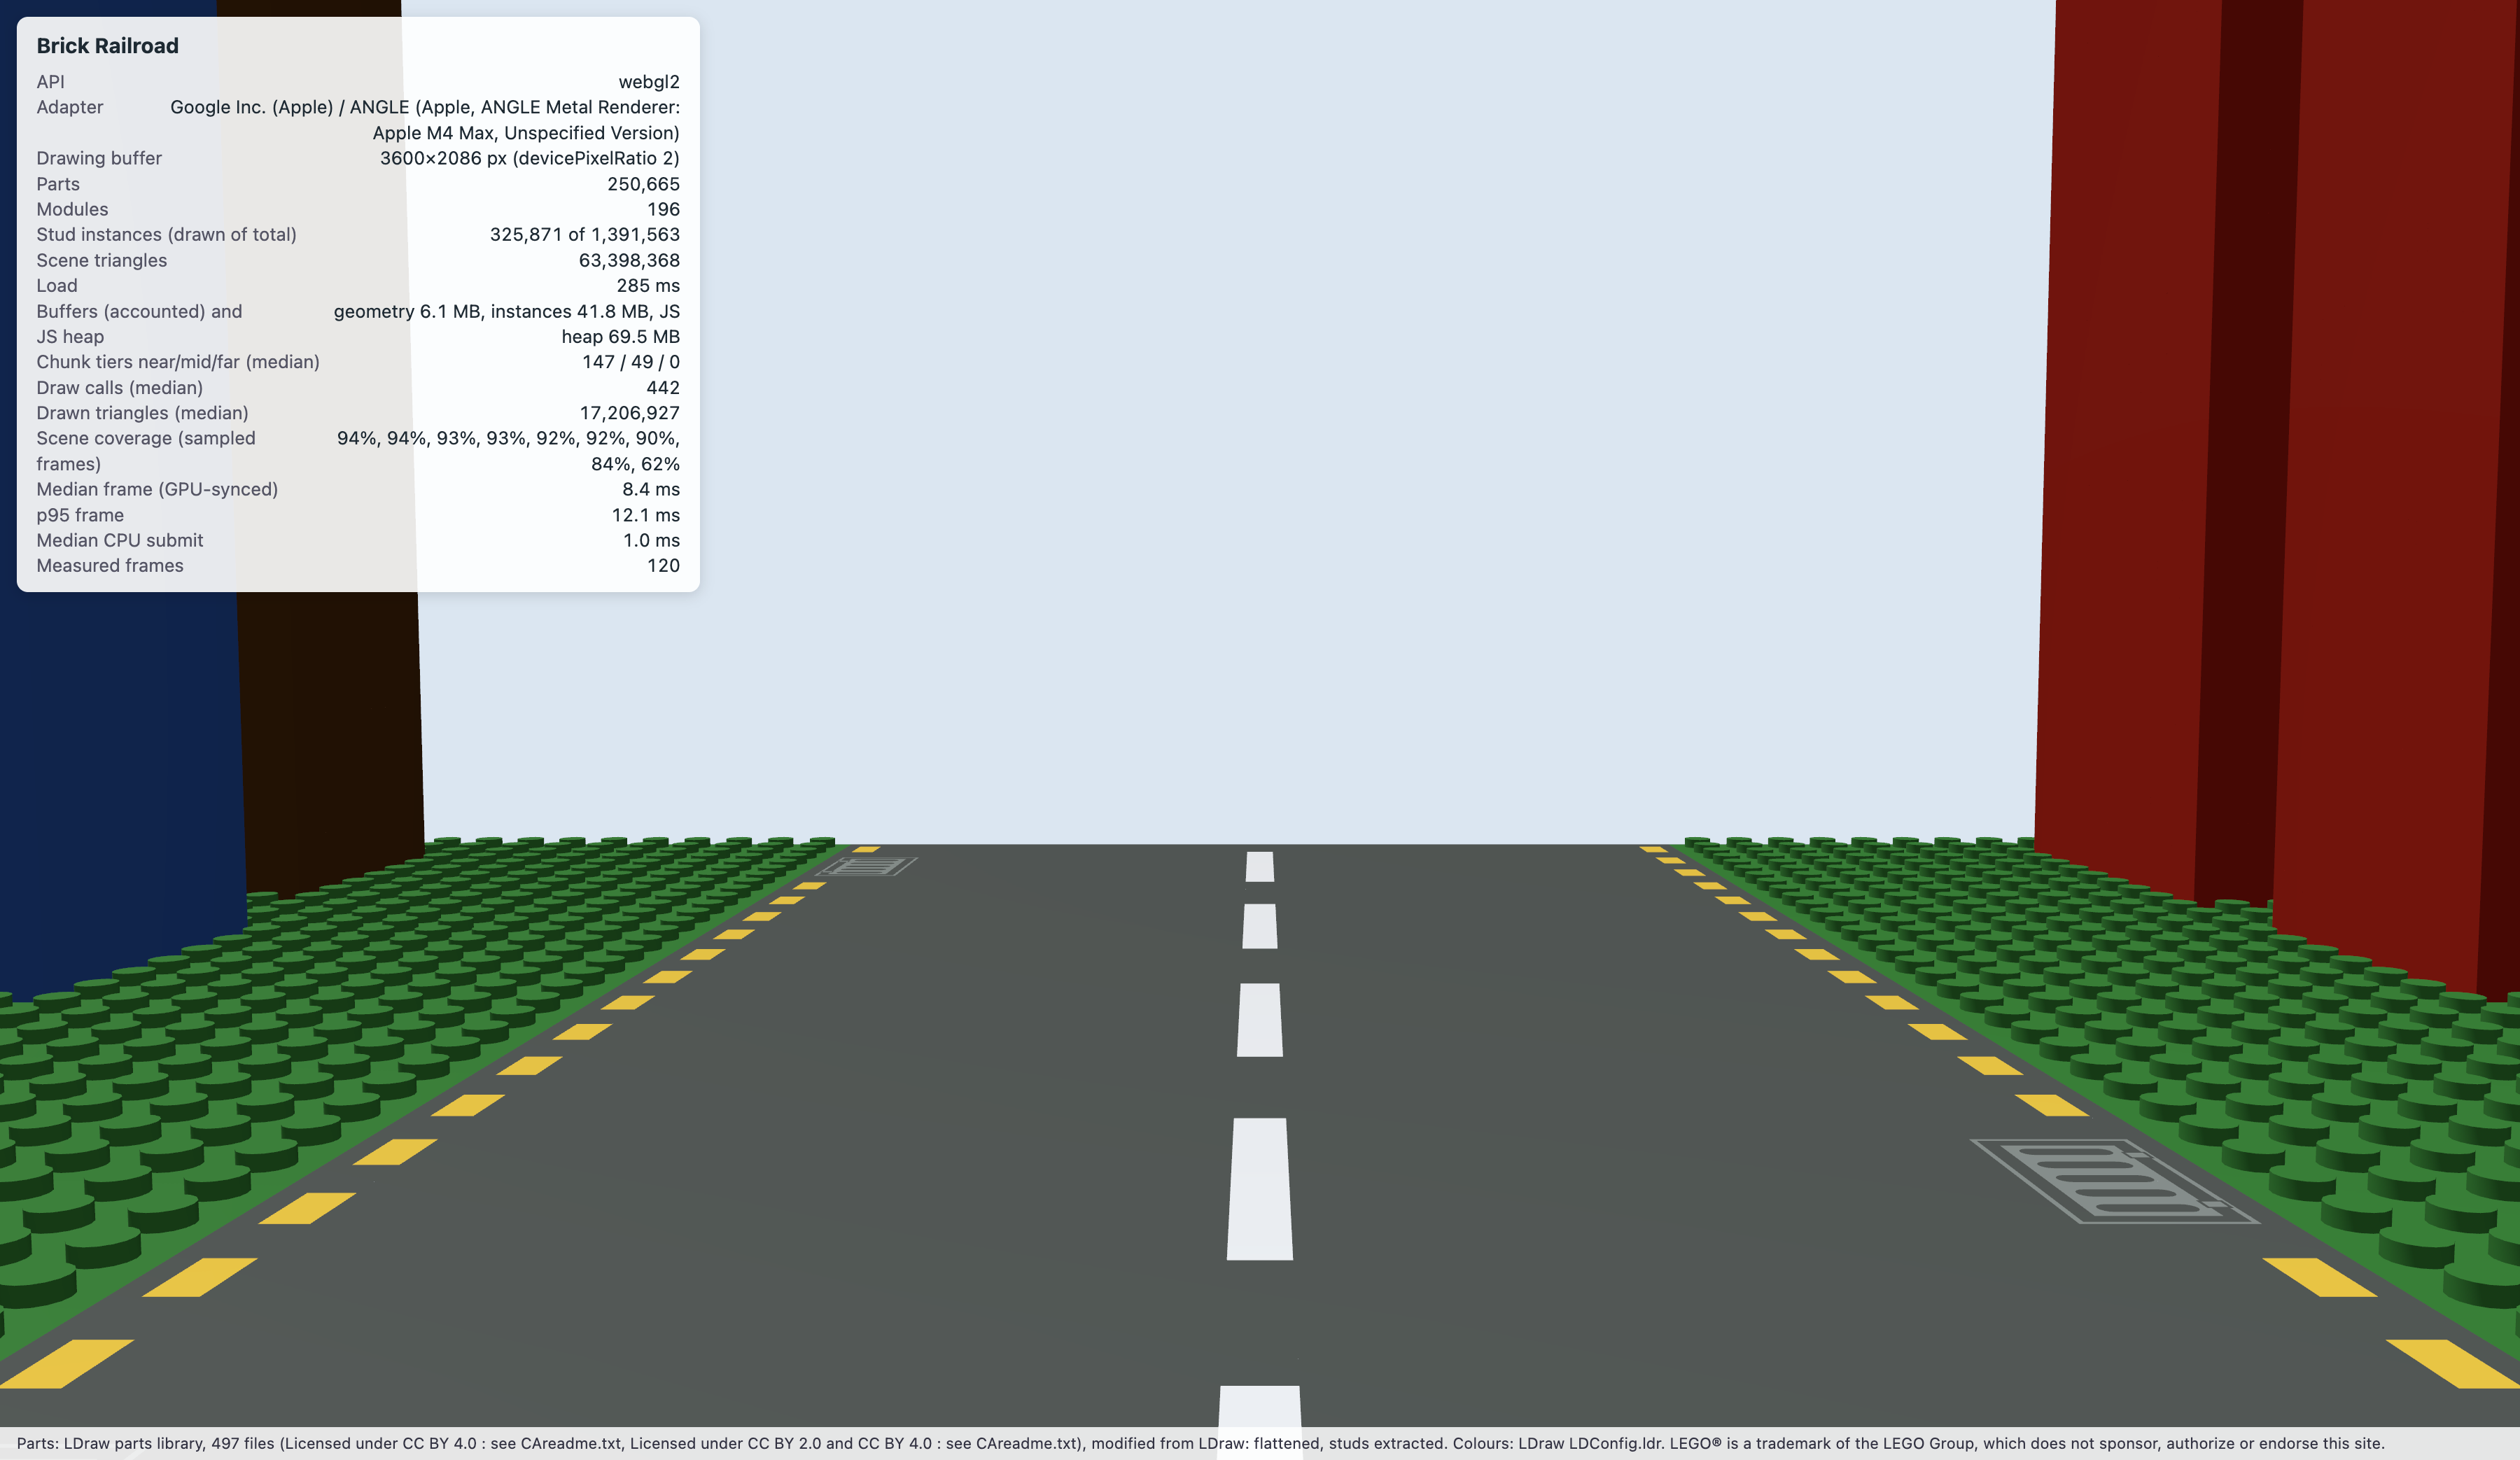 Brick Railroad
API webgl2
Adapter Google Inc. (Apple) / ANGLE (Apple, ANGLE Metal Renderer:
Apple M4 Max, Unspecified Version)
Drawing buffer 3600×2086 px (devicePixelRatio 2)
Parts 250,665
Modules 196
Stud instances (drawn of total) 325,871 of 1,391,563
Scene triangles 63,398,368
Load 285 ms
Buffers (accounted) and geometry 6.1 MB, instances 41.8 MB, JS
JS heap heap 69.5 MB
Chunk tiers near/mid/far (median) 147 / 49 / 0
Draw calls (median) 442
Drawn triangles (median) 17,206,927
Scene coverage (sampled 94%, 94%, 93%, 93%, 92%, 92%, 90%,
frames) 84%, 62%
Median frame (GPU-synced) 8.4 ms
p95 frame 12.1 ms
Median CPU submit 1.0 ms
Measured frames 120
Parts: LDraw parts library, 497 files (Licensed under CC BY 4.0 : see CAreadme.txt, Licensed under CC BY 2.0 and CC BY 4.0 : see CAreadme.txt), modified from LDraw: flattened, studs extracted. Colours: LDraw LDConfig.ldr. LEGO® is a trademark of the LEGO Group, which does not sponsor, authorize or endorse this site.